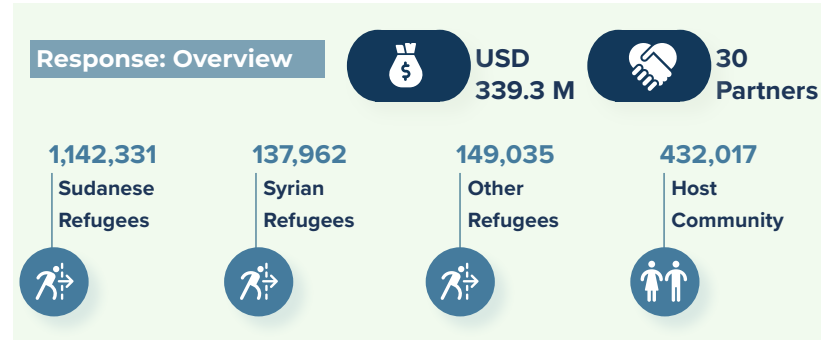 Response: Overview
USD
339.3 M
30
Partners
1,142,331
Sudanese
Refugees
137,962
Syrian
Refugees
149,035
Other
Refugees
432,017
Host
Community